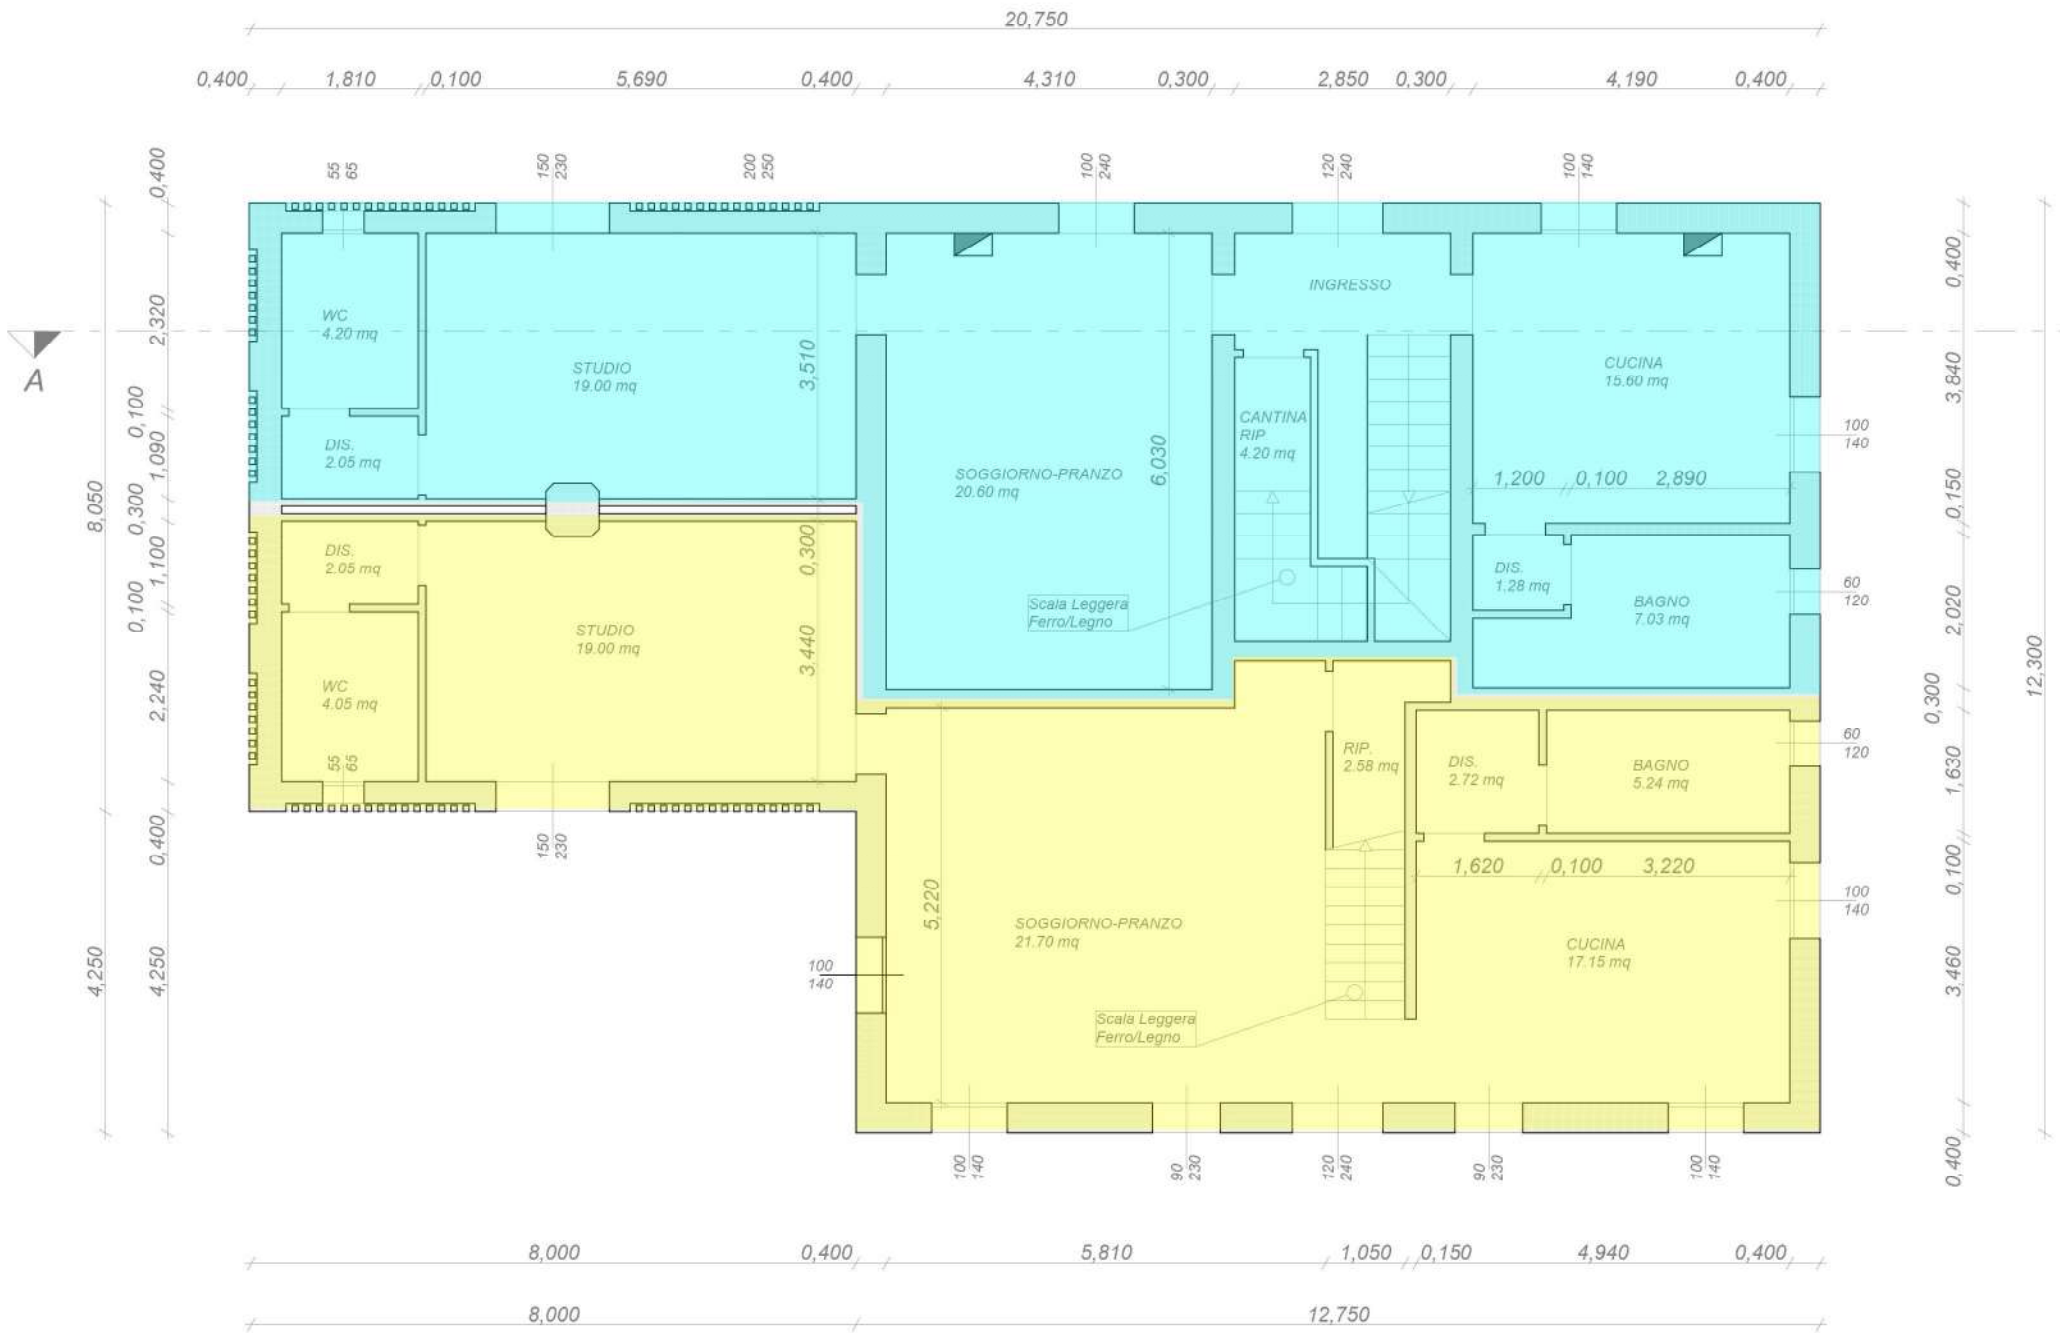 20,750
0,400 1,810 0,100 5,690 0,400 4,310 0,300 2,850 0,300 4,190 0,400
55 65
150 230
200 250
100 240
120 240
100 140
0,400
2,320
0,100
1,090
0,300
1,100
0,100
2,240
0,400
4,250
8,050
4,250
A
WC
4.20 mq
STUDIO
19.00 mq
3,510
DIS.
2.05 mq
SOGGIORNO-PRANZO
20.60 mq
6,030
INGRESSO
CANTINA
RIP
4.20 mq
Scala Leggera
Ferro/Legno
CUCINA
15.60 mq
1,200 0,100 2,890
DIS.
1.28 mq
BAGNO
7.03 mq
100
140
60
120
DIS.
2.05 mq
STUDIO
19.00 mq
0,300
3.440
WC
4.05 mq
55 65
150 230
RIP.
2.58 mq
DIS.
2.72 mq
BAGNO
5.24 mq
60
120
1,620 0,100 3,220
100
140
5,220
SOGGIORNO-PRANZO
21.70 mq
CUCINA
17.15 mq
100
140
Scala Leggera
Ferro/Legno
0,400
3,840
0,150
2,020
0,300
1,630
0,100
3.460
0,400
12,300
100 140
90 230
120 240
90 230
100 140
8,000 0,400 5,810 1,050 0,150 4,940 0,400
8,000 12,750